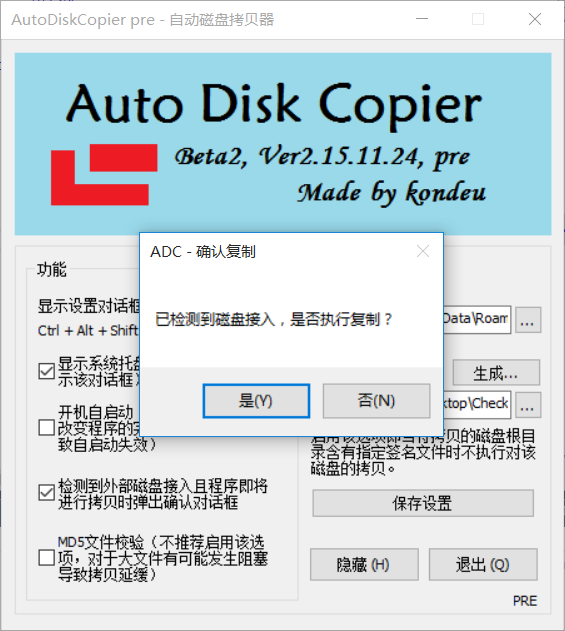 AutoDiskCopier pre - 自动磁盘拷贝器
Auto Disk Copier
Beta2, Ver2.15.11.24, pre
Made by kondeu
ADC - 确认复制
已检测到磁盘接入，是否执行复制？
是(Y)
否(N)
功能
显示设置对话框
Ctrl + Alt + Shift
显示系统托盘
示该对话框）
开机自启动
改变程序的
致自启动失效）
检测到外部磁盘接入且程序即将
进行拷贝时弹出确认对话框
MD5文件校验（不推荐启用该选
项，对于大文件有可能发生阻塞
导致拷贝延缓）
Data\Roam
...
生成...
ktop\Check
...
启用该选项即当待拷贝的磁盘根目
录含有指定签名文件时不执行对该
磁盘的拷贝。
保存设置
隐藏 (H)
退出 (Q)
PRE